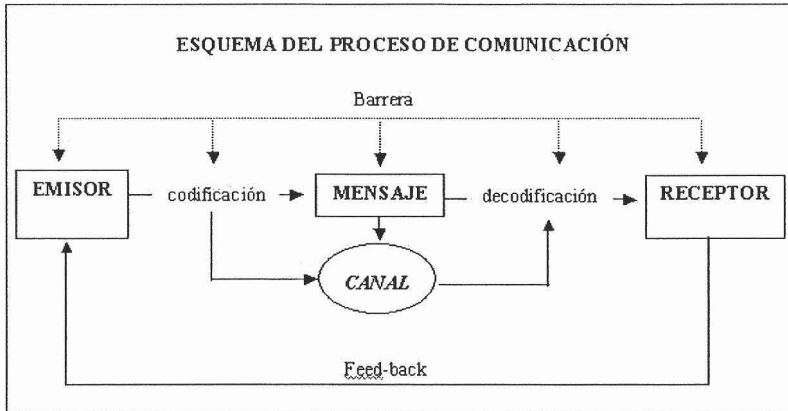 ESQUEMA DEL PROCESO DE COMUNICACIÓN
Barrera
EMISOR codificación MENSAJE decodificación RECEPTOR
CANAL
Feed-back